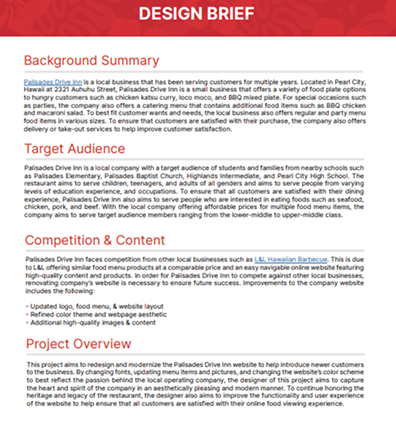 DESIGN BRIEF
Background Summary
Palisades Drive Inn is a local business that has been serving customers for multiple years. Located in Pearl City,
Hawaii at 2321 Auhuhu Street, Palisades Drive Inn is a small business that offers a variety of food plate options
to hungry customers such as chicken katsu curry, loco moco, and BBQ mixed plate. For special occasions such
as parties, the company also offers a catering menu that contains additional food items such as BBQ chicken
and macaroni salad. To best fit customer wants and needs, the local business also offers regular and party menu
food items in various sizes. To ensure that customers are satisfied with their purchase, the company also offers
delivery or take-out services to help improve customer satisfaction.
Target Audience
Palisades Drive Inn is a local company with a target audience of students and families from nearby schools such
as Palisades Elementary, Palisades Baptist Church, Highlands Intermediate, and Pearl City High School. The
restaurant aims to serve children, teenagers, and adults of all genders and aims to serve people from varying
levels of education, experience, and occupations. To ensure that all customers are satisfied with their dining
experience, Palisides Drive Inn also aims to serve people who are interested in eating foods such as seafood,
chicken, pork, and beef. With the local company offering affordable prices for multiple food menu items, the
company aims to serve target audience members ranging from the lower-middle to upper-middle class.
Competition & Content
Palisades Drive Inn faces competition from other local businesses such as L&L Hawaiian Barbecue. This is due
to L&L offering similar food menu products at a comparable price and an easy navigable online website featuring
high-quality content and products. In order for Palisades Drive Inn to compete against other local businesses,
renovating company's website is necessary to ensure future success. Improvements to the company website
includes the following:
- Updated logo, food menu, & website layout
- Refined color theme and webpage aesthetic
- Additional high-quality images & content
Project Overview
This project aims to redesign and modernize the Palisades Drive Inn website to help introduce newer customers
to the business. By changing fonts, updating menu items and pictures, and changing the website's color scheme
to best reflect the passion behind the local operating company, the designer of this project aims to capture
the heart and spirit of the company in an aesthetically pleasing and modern manner. To continue honoring the
heritage and legacy of the restaurant, the designer also aims to improve the functionality and user experience
of the website to help ensure that all customers are satisfied with their online food viewing experience.